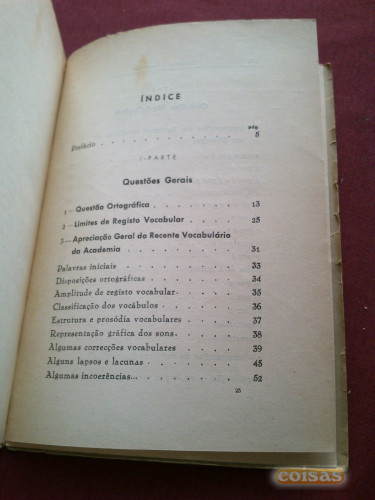 ÍNDICE
Pág.
Prefácio . . . . . . . . . . . 5
I - PARTE
Questões Gerais
1 — Questão Ortográfica . . . . . 13
2 — Limites de Registo Vocabular . . . 25
3 — Apreciação Geral do Recente Vocabulário
da Academia . . . . . . . 31
Palavras iniciais . . . . . . . 33
Disposições ortográficas . . . . . 34
Amplitude de registo vocabular . . . 35
Classificação dos vocábulos . . . . 36
Estrutura e prosódia vocabulares . . . 37
Representação gráfica dos sons . . . 38
Algumas correcções vocabulares . . . 39
Alguns lapsos e lacunas . . . . . 45
Algumas incoerências . . . . . 52
25
coisas